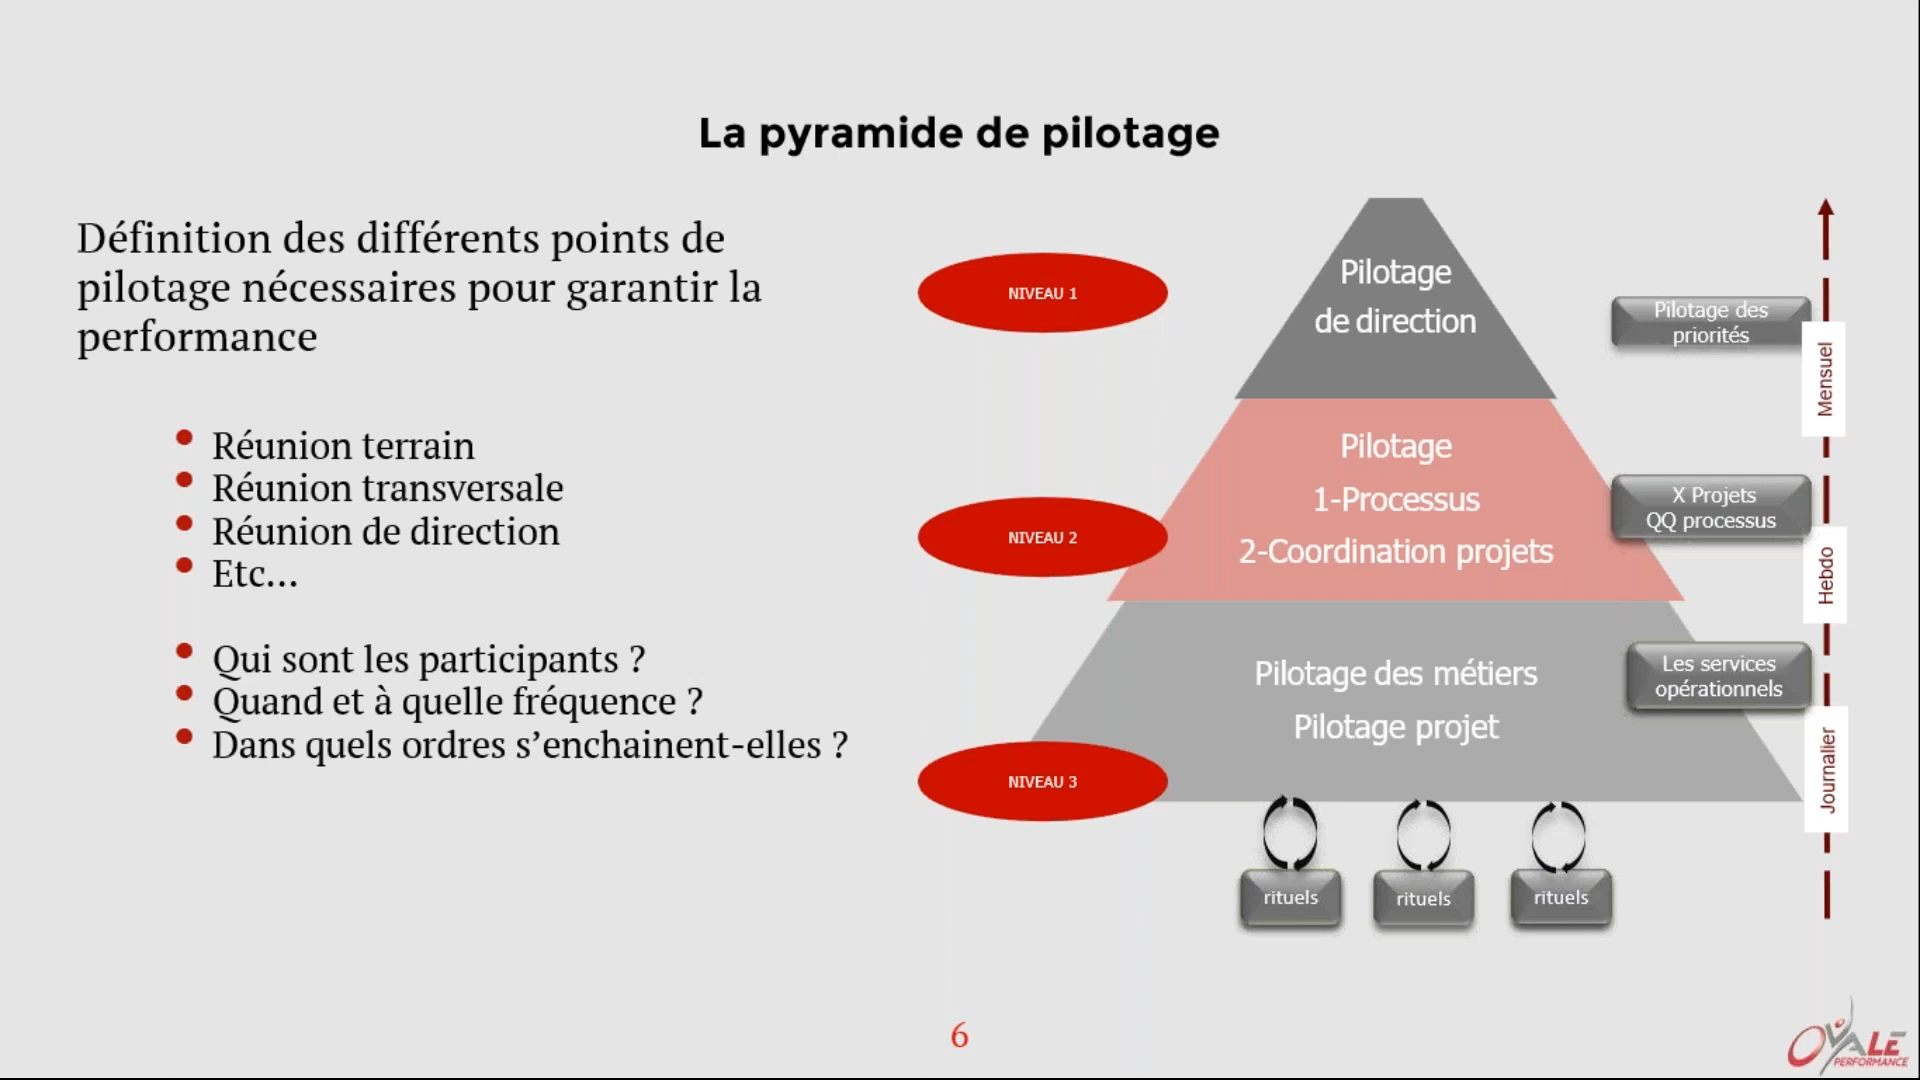 La pyramide de pilotage
Définition des différents points de
pilotage nécessaires pour garantir la
performance
Réunion terrain
Réunion transversale
Réunion de direction
Etc…
Qui sont les participants ?
Quand et à quelle fréquence ?
Dans quels ordres s’enchainent-elles ?
NIVEAU 1
Pilotage
de direction
Pilotage des
priorités
Mensuel
NIVEAU 2
Pilotage
1-Processus
2-Coordination projets
X Projets
QQ processus
Hebdo
NIVEAU 3
Pilotage des métiers
Pilotage projet
Les services
opérationnels
Journalier
rituels
rituels
rituels
6
OVALE
PERFORMANCE